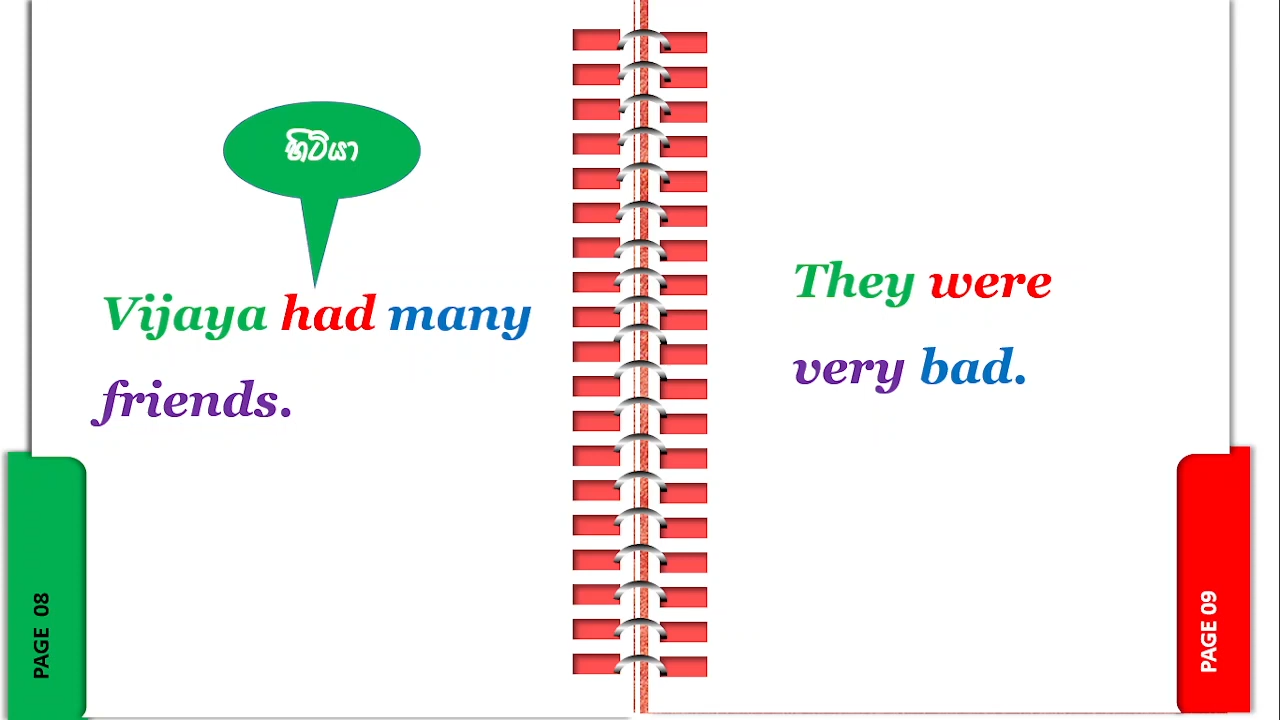 හිටියා
Vijaya had many
friends.
PAGE 08
They were
very bad.
PAGE 09